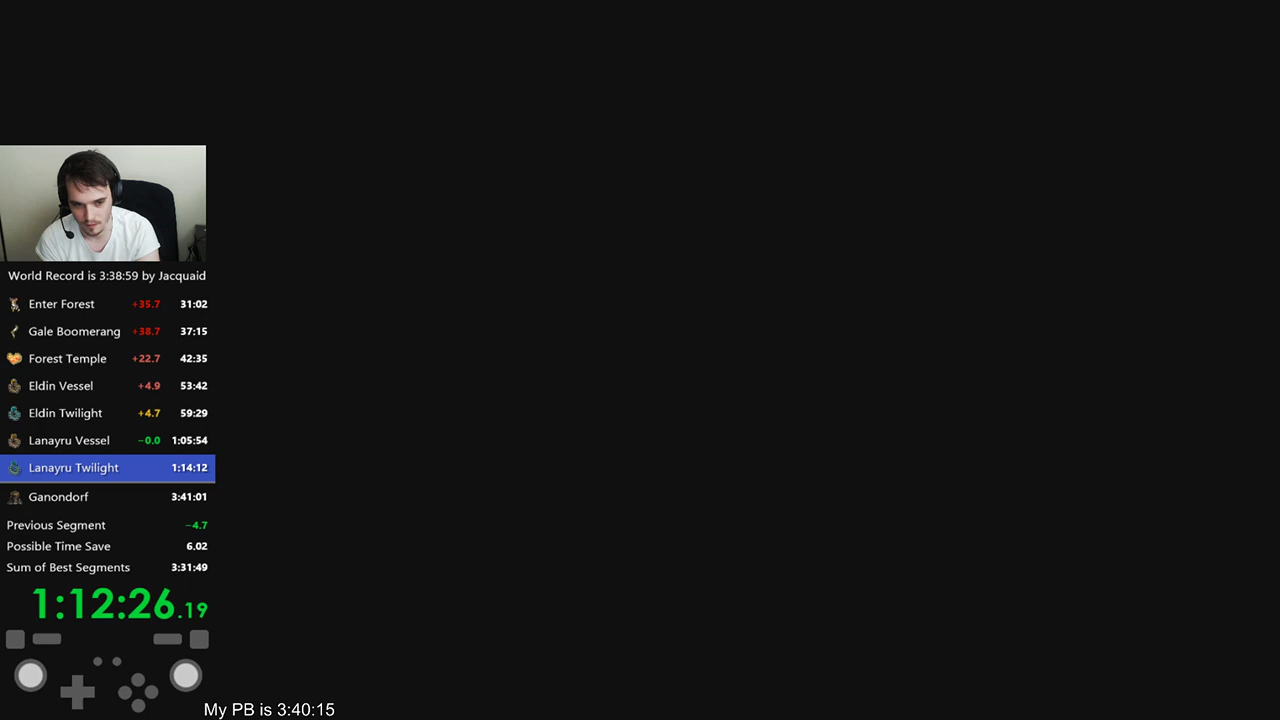 World Record is 3:38:59 by Jacquaid
Enter Forest +35.7 31:02
Gale Boomerang +38.7 37:15
Forest Temple +22.7 42:35
Eldin Vessel +4.9 53:42
Eldin Twilight +4.7 59:29
Lanayru Vessel −0.0 1:05:54
Lanayru Twilight 1:14:12
Ganondorf 3:41:01
Previous Segment −4.7
Possible Time Save 6.02
Sum of Best Segments 3:31:49
1:12:26.19
My PB is 3:40:15